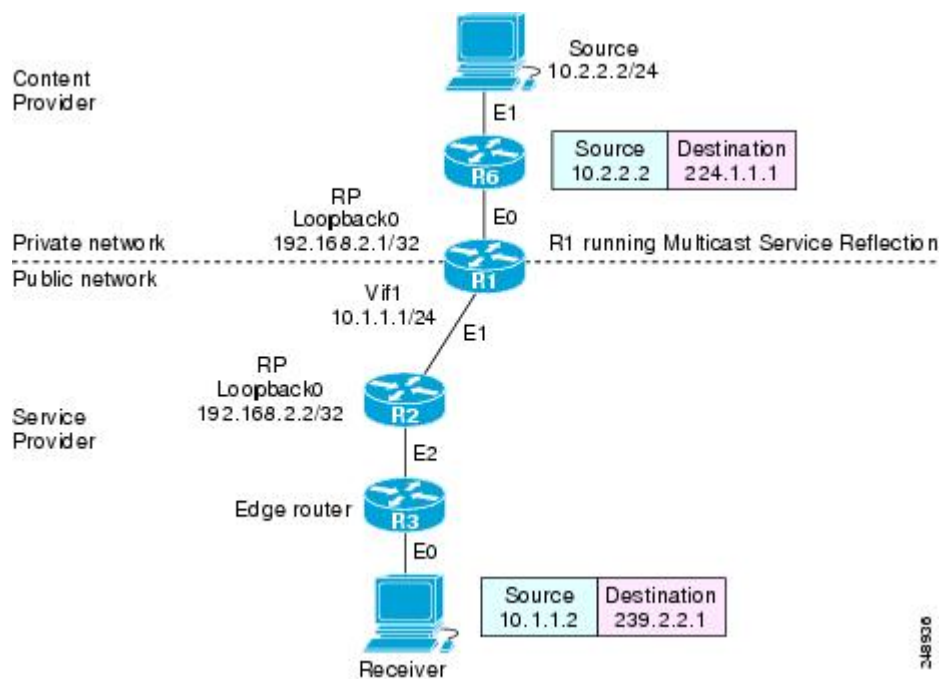 Source
10.2.2.2/24
Content
Provider
E1
R6
Source
10.2.2.2
Destination
224.1.1.1
RP
Loopback0
192.168.2.1/32
E0
Private network
R1 running Multicast Service Reflection
Public network
R1
Vif1
10.1.1.1/24
E1
RP
Loopback0
192.168.2.2/32
R2
Service
Provider
E2
Edge router
R3
E0
Source
10.1.1.2
Destination
239.2.2.1
Receiver
248936